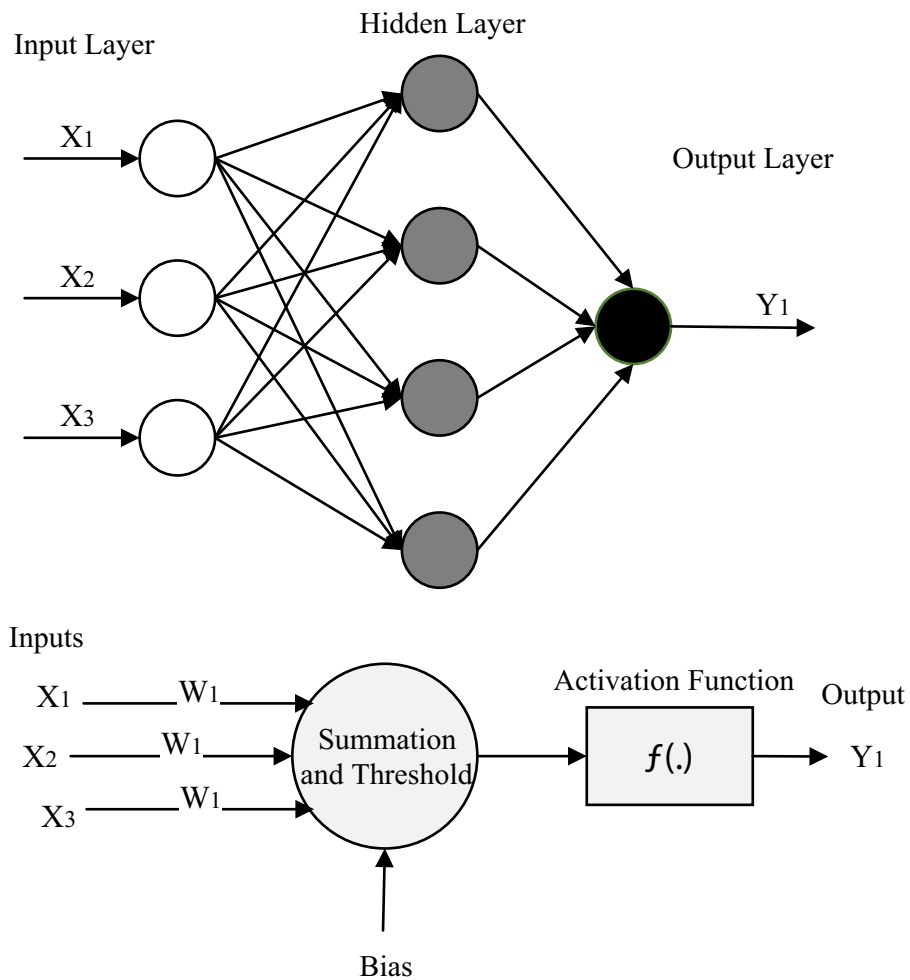 Hidden Layer
Input Layer
X1
Output Layer
X2
Y1
X3
Inputs
Activation Function
X1
W1
Output
Summation
and Threshold
X2
W1
f(.)
Y1
X3
W1
Bias